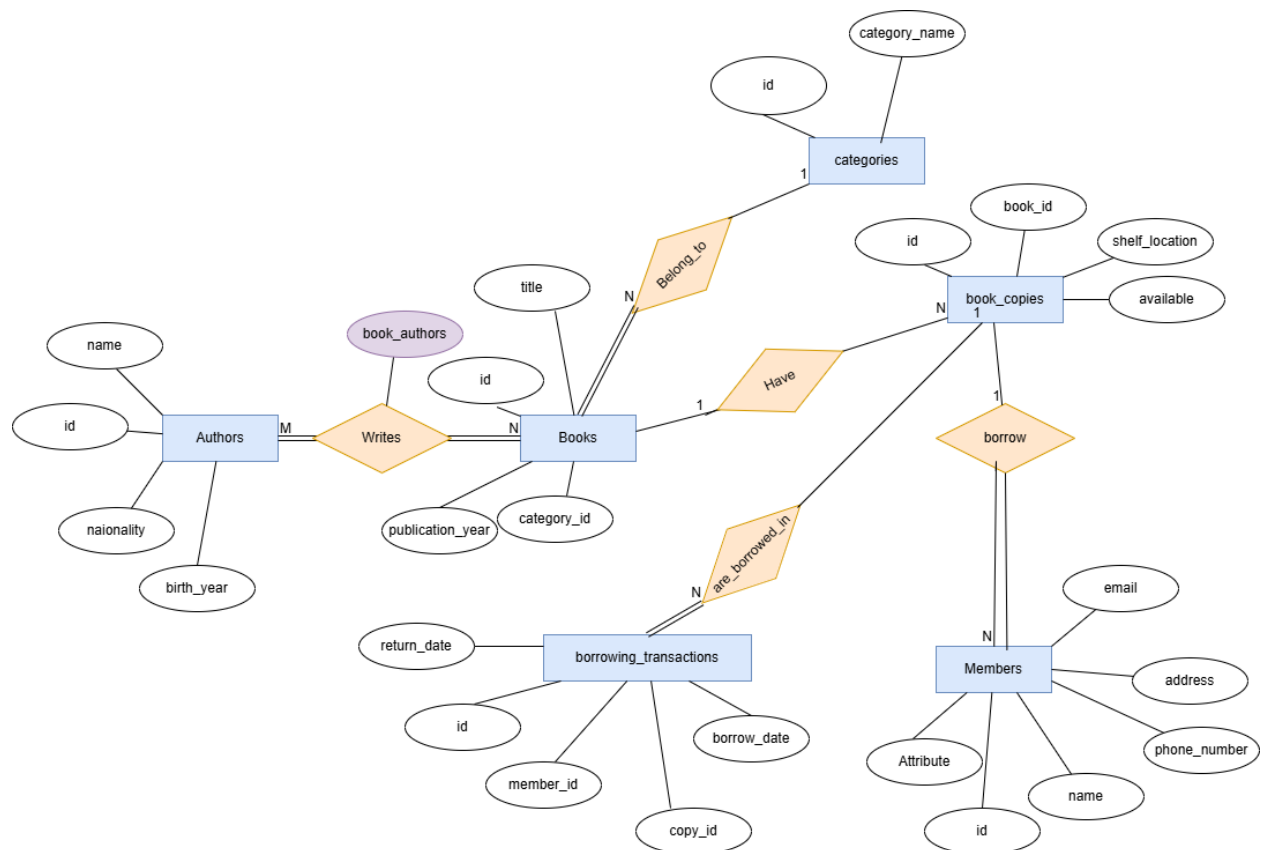 category_name
id
categories
1
book_id
id
shelf_location
Belong_to
title
N
book_copies
available
N
1
book_authors
name
id
Have
1
1
id
Authors
M
Writes
N
Books
borrow
naionality
publication_year
category_id
are_borrowed_in
birth_year
N
email
return_date
borrowing_transactions
N
Members
address
id
borrow_date
phone_number
Attribute
member_id
name
copy_id
id